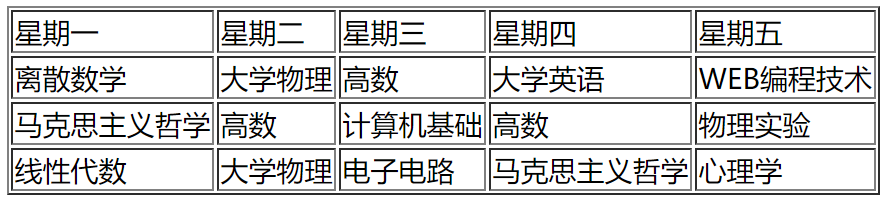 星期一 星期二 星期三 星期四 星期五
离散数学 大学物理 高数 大学英语 WEB编程技术
马克思主义哲学 高数 计算机基础 高数 物理实验
线性代数 大学物理 电子电路 马克思主义哲学 心理学